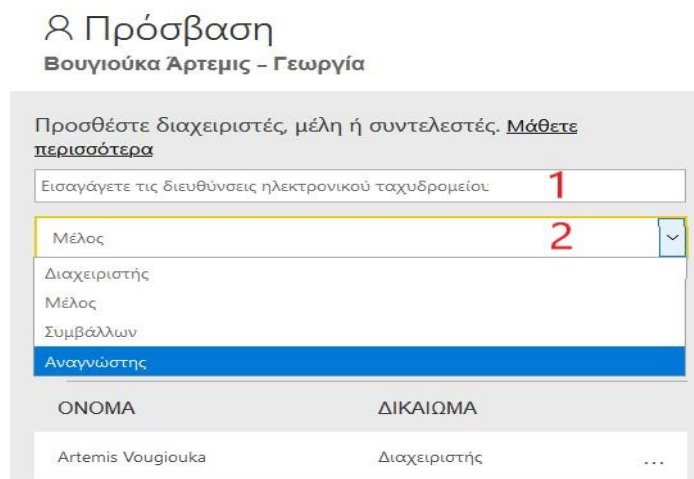 Πρόσβαση
Βουγιούκα Άρτεμις – Γεωργία
Προσθέστε διαχειριστές, μέλη ή συντελεστές. Μάθετε
περισσότερα
Εισαγάγετε τις διευθύνσεις ηλεκτρονικού ταχυδρομείοι 1
Μέλος 2
Διαχειριστής
Μέλος
Συμβάλλων
Αναγνώστης
ΟΝΟΜΑ ΔΙΚΑΙΩΜΑ
Artemis Vougiouka Διαχειριστής ...